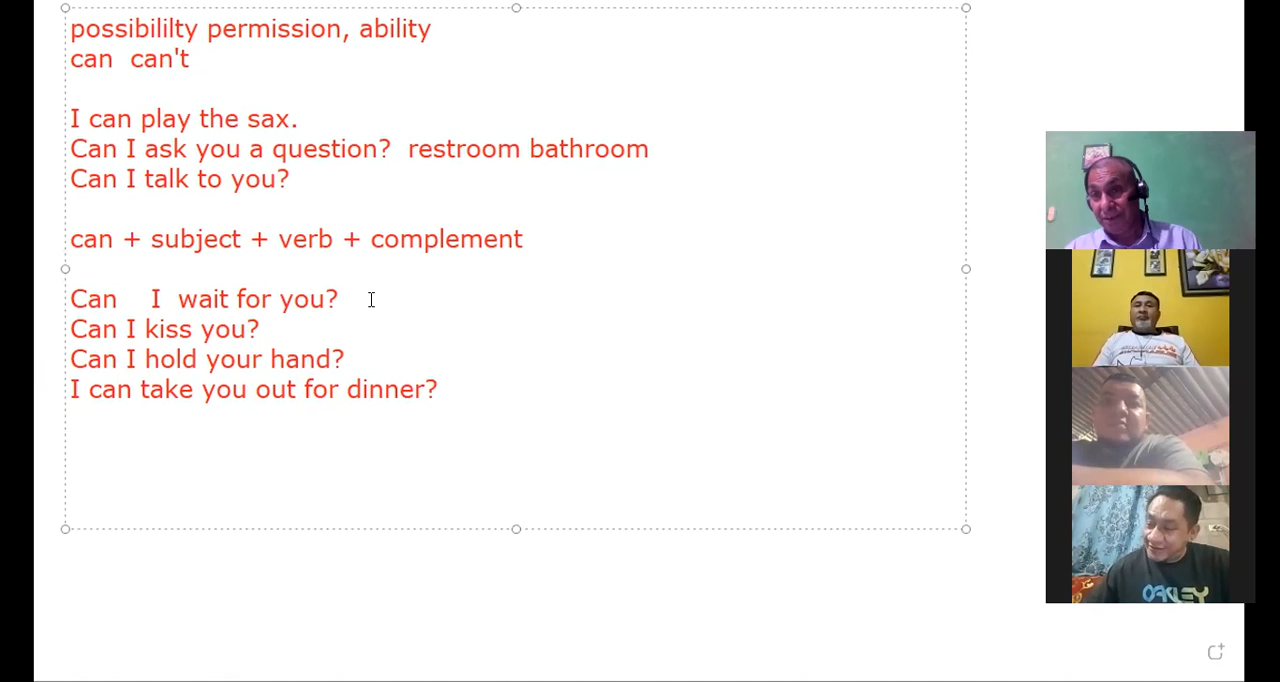 possibililty permission, ability
can can't
I can play the sax.
Can I ask you a question? restroom bathroom
Can I talk to you?
can + subject + verb + complement
Can I wait for you?
Can I kiss you?
Can I hold your hand?
I can take you out for dinner?
OAKLEY